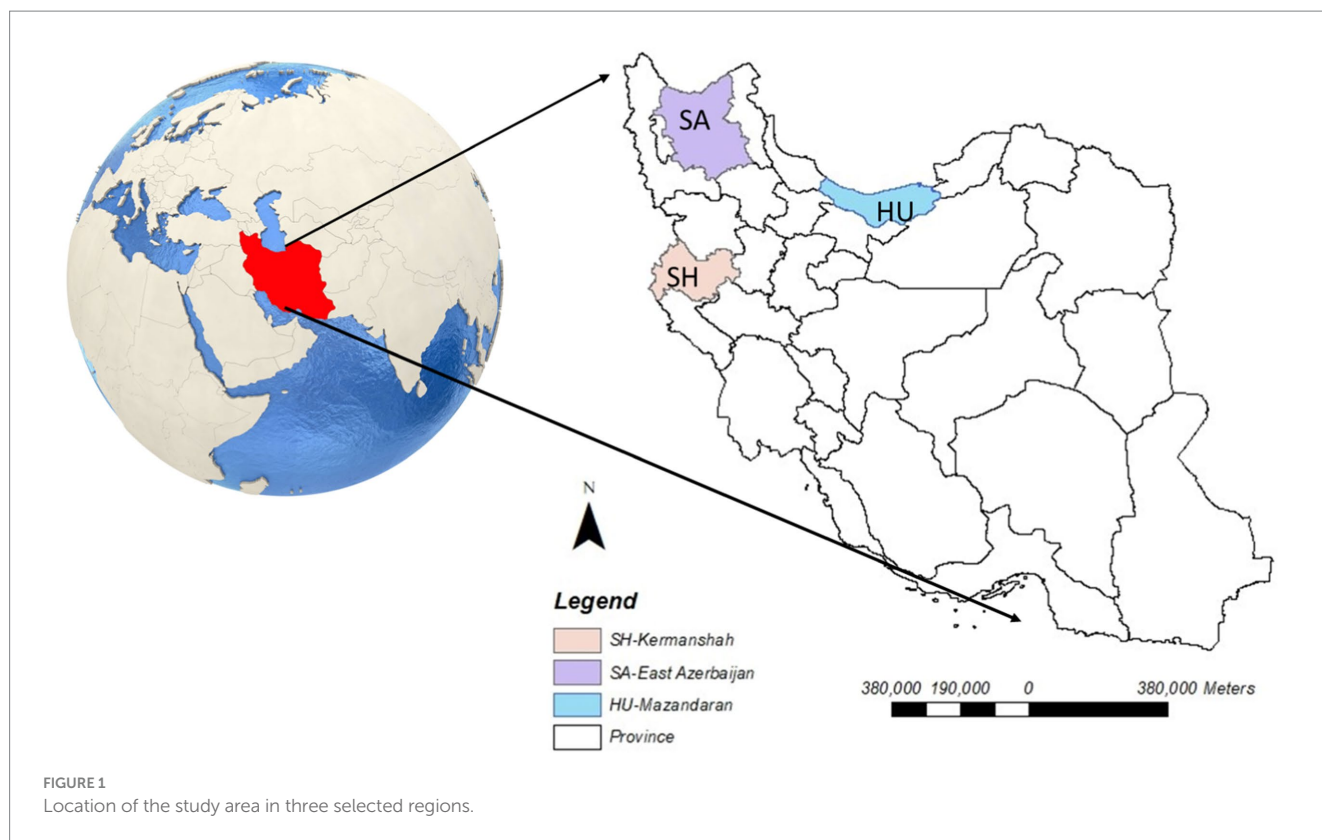 SA
HU
SH
N
Legend
SH-Kermanshah
SA-East Azerbaijan
HU-Mazandaran
Province
380,000 190,000 0 380,000 Meters
FIGURE 1
Location of the study area in three selected regions.